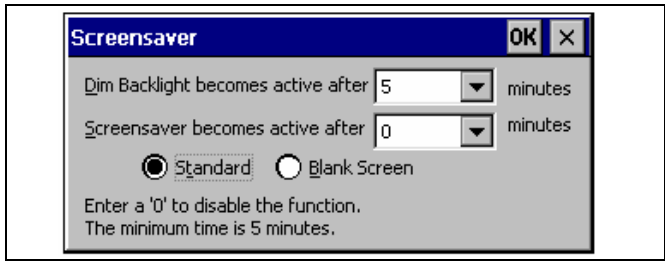 Screensaver OK ×
Dim Backlight becomes active after 5 minutes
Screensaver becomes active after 0 minutes
Standard Blank Screen
Enter a '0' to disable the function.
The minimum time is 5 minutes.